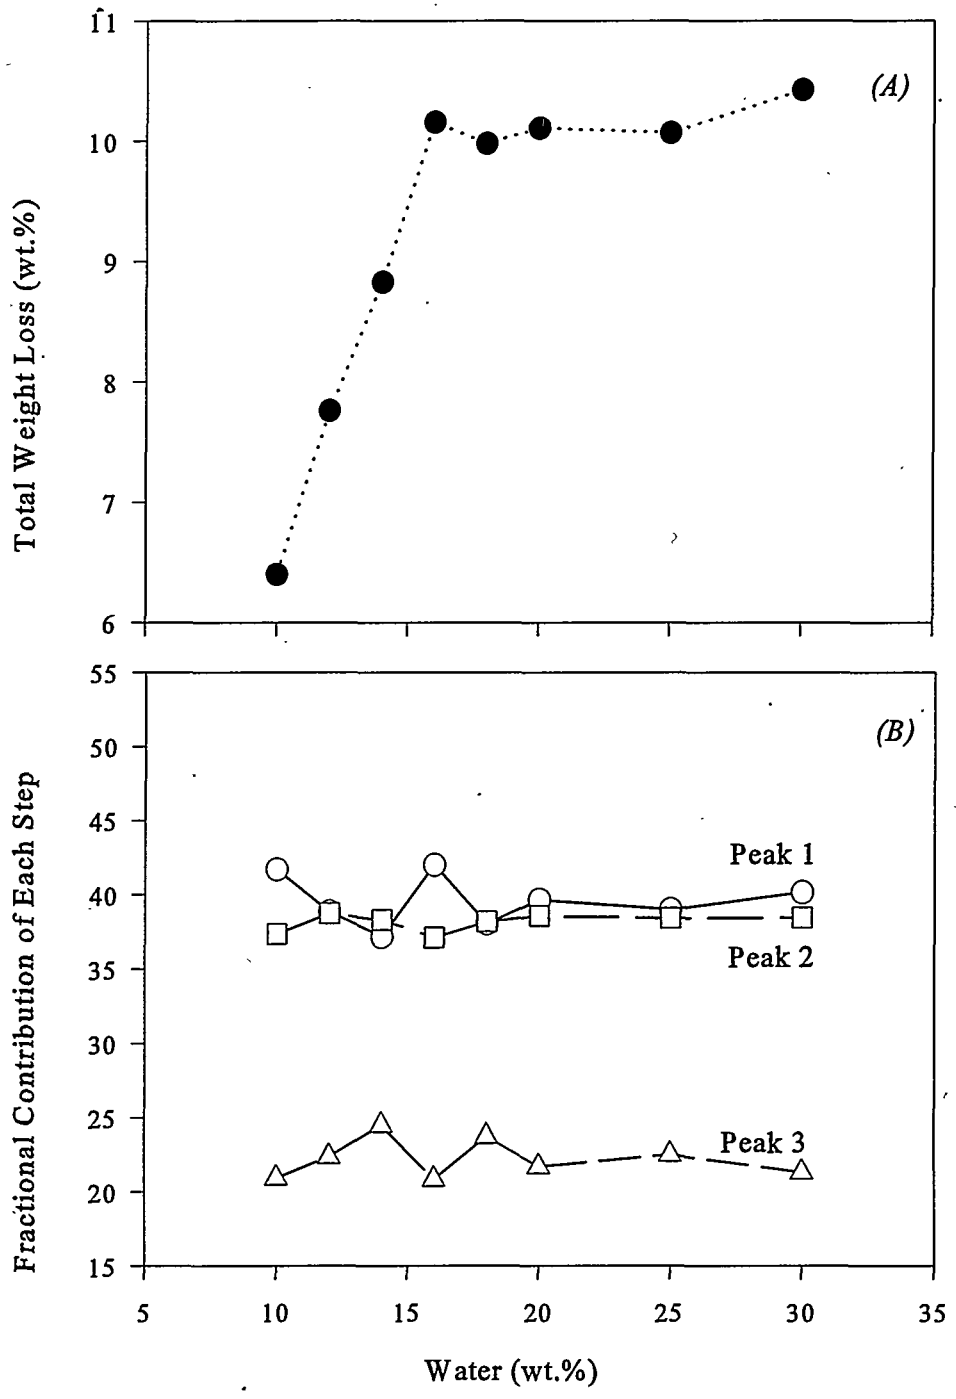 11
(A)
10
9
8
7
6
Total Weight Loss (wt.%)
55
(B)
50
45
Peak 1
40
Peak 2
35
30
25
Peak 3
20
15
Fractional Contribution of Each Step
5 10 15 20 25 30 35
Water (wt.%)